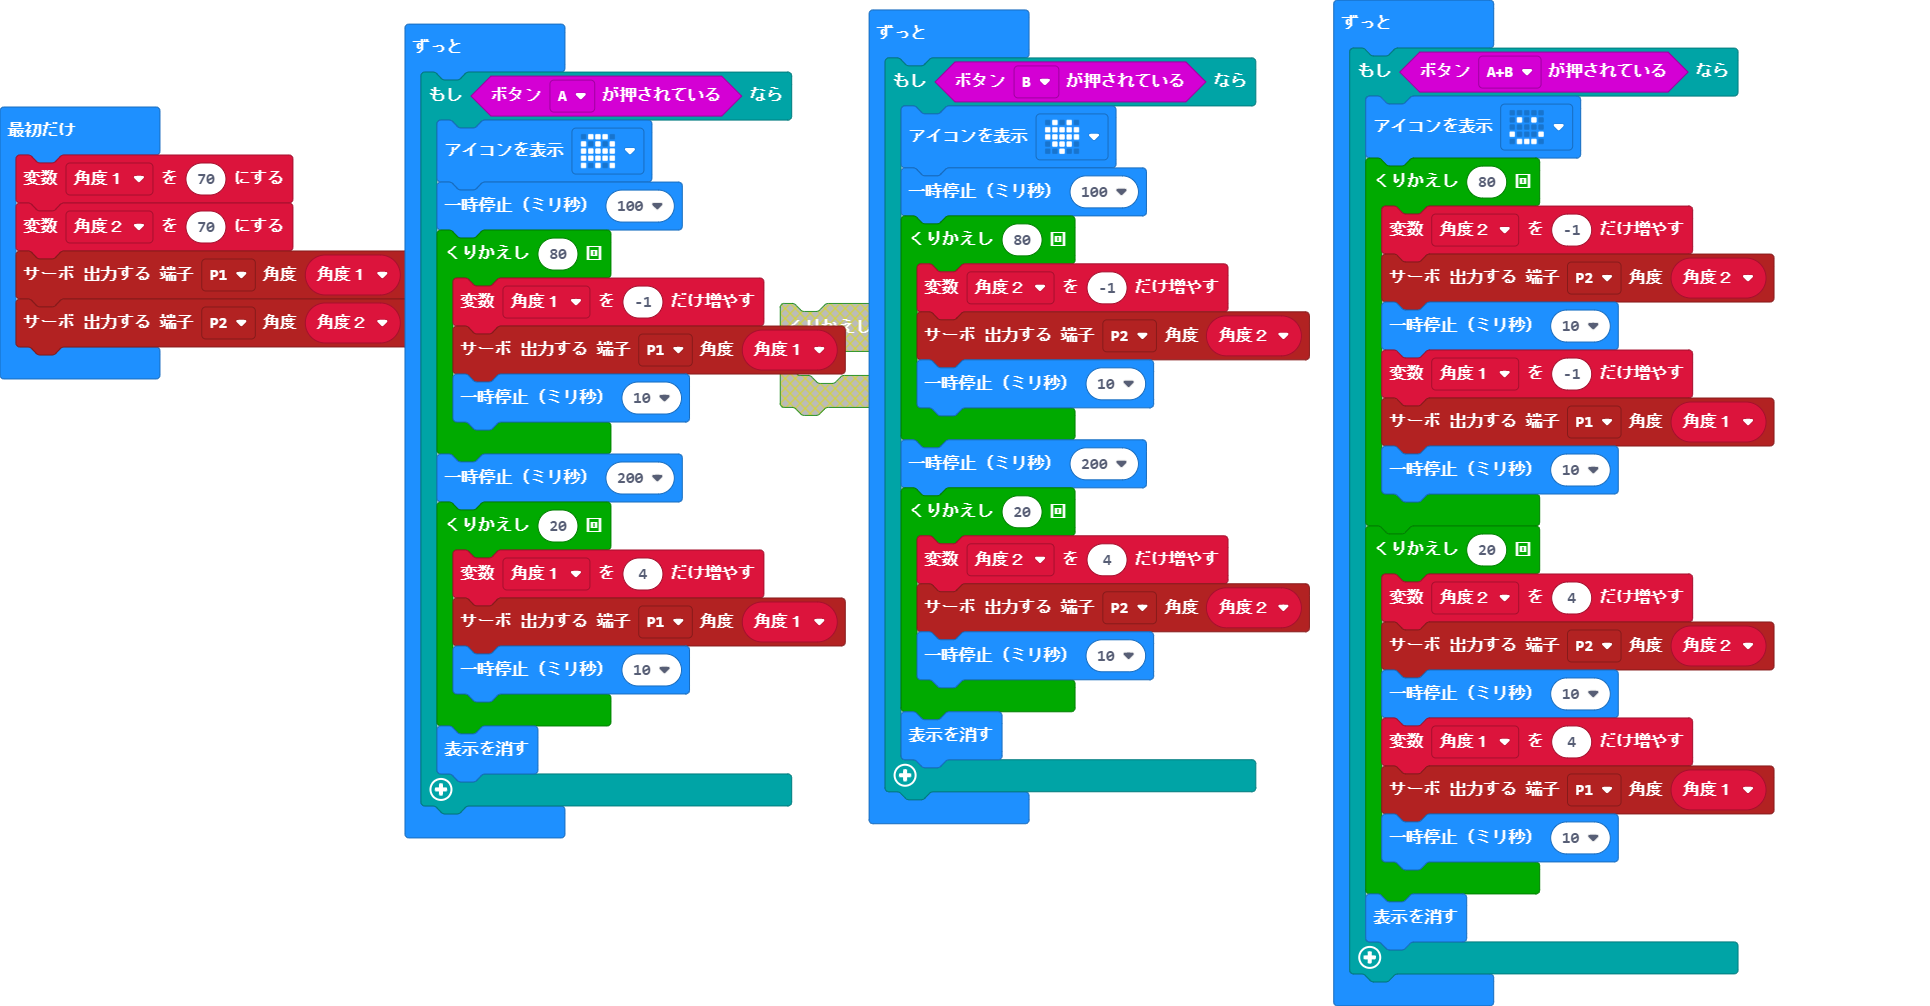 最初だけ
変数 角度１ を 70 にする
変数 角度２ を 70 にする
サーボ 出力する 端子 P1 角度 角度１
サーボ 出力する 端子 P2 角度 角度２
ずっと
もし ボタン A が押されている なら
アイコンを表示
一時停止（ミリ秒） 100
くりかえし 80 回
変数 角度１ を -1 だけ増やす
サーボ 出力する 端子 P1 角度 角度１
一時停止（ミリ秒） 10
一時停止（ミリ秒） 200
くりかえし 20 回
変数 角度１ を 4 だけ増やす
サーボ 出力する 端子 P1 角度 角度１
一時停止（ミリ秒） 10
表示を消す
くりかえし
ずっと
もし ボタン B が押されている なら
アイコンを表示
一時停止（ミリ秒） 100
くりかえし 80 回
変数 角度２ を -1 だけ増やす
サーボ 出力する 端子 P2 角度 角度２
一時停止（ミリ秒） 10
一時停止（ミリ秒） 200
くりかえし 20 回
変数 角度２ を 4 だけ増やす
サーボ 出力する 端子 P2 角度 角度２
一時停止（ミリ秒） 10
表示を消す
ずっと
もし ボタン A+B が押されている なら
アイコンを表示
くりかえし 80 回
変数 角度２ を -1 だけ増やす
サーボ 出力する 端子 P2 角度 角度２
一時停止（ミリ秒） 10
変数 角度１ を -1 だけ増やす
サーボ 出力する 端子 P1 角度 角度１
一時停止（ミリ秒） 10
くりかえし 20 回
変数 角度２ を 4 だけ増やす
サーボ 出力する 端子 P2 角度 角度２
一時停止（ミリ秒） 10
変数 角度１ を 4 だけ増やす
サーボ 出力する 端子 P1 角度 角度１
一時停止（ミリ秒） 10
表示を消す